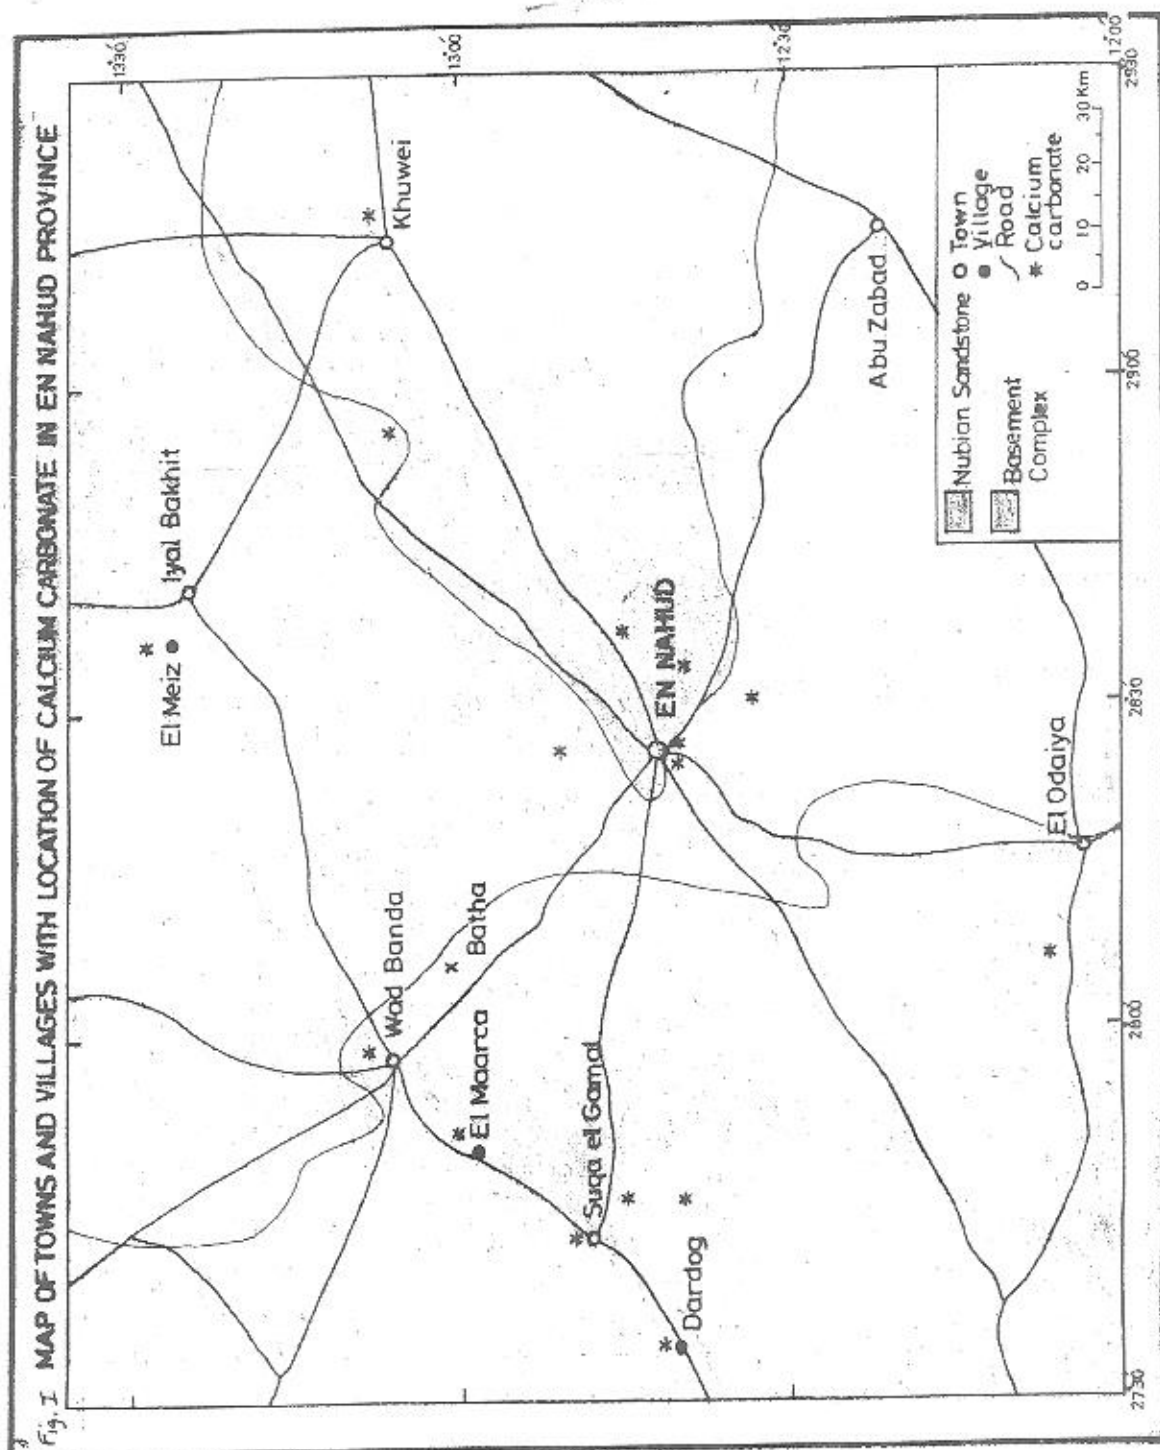 Fig. I MAP OF TOWNS AND VILLAGES WITH LOCATION OF CALCIUM CARBONATE IN EN NAHUD PROVINCE
13 30
13 00
12 30
12 00
Khuwei
Iyal Bakhit
El Meiz
Abu Zabad
EN NAHUD
Wad Banda
Batha
El Maarca
Suqa el Gamal
Dardog
El Odaiya
Nubian Sandstone
Basement
Complex
Town
Village
Road
Calcium
carbonate
0 10 20 30 Km
27 30
28 00
28 30
29 00
29 30